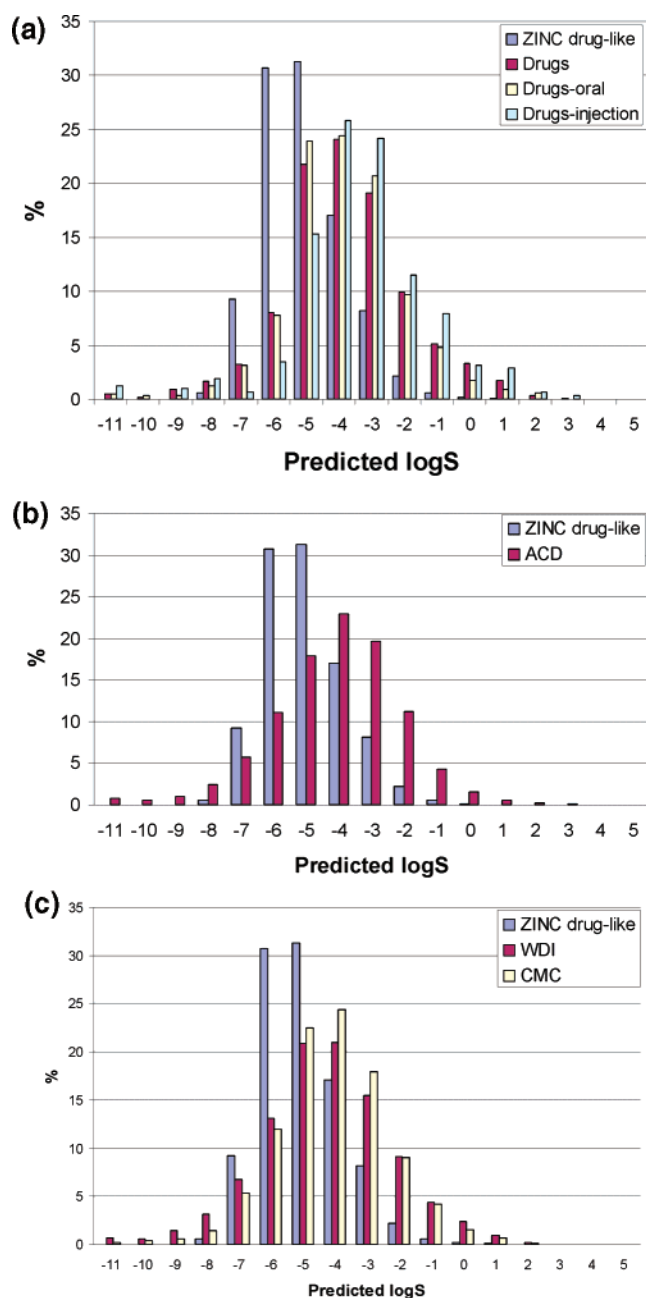 (a)
35
30
25
20
15
10
5
0
%
ZINC drug-like
Drugs
Drugs-oral
Drugs-injection
-11 -10 -9 -8 -7 -6 -5 -4 -3 -2 -1 0 1 2 3 4 5
Predicted logS
(b)
35
30
25
20
15
10
5
0
%
ZINC drug-like
ACD
-11 -10 -9 -8 -7 -6 -5 -4 -3 -2 -1 0 1 2 3 4 5
Predicted logS
(c)
35
30
25
20
15
10
5
0
%
ZINC drug-like
WDI
CMC
-11 -10 -9 -8 -7 -6 -5 -4 -3 -2 -1 0 1 2 3 4 5
Predicted logS